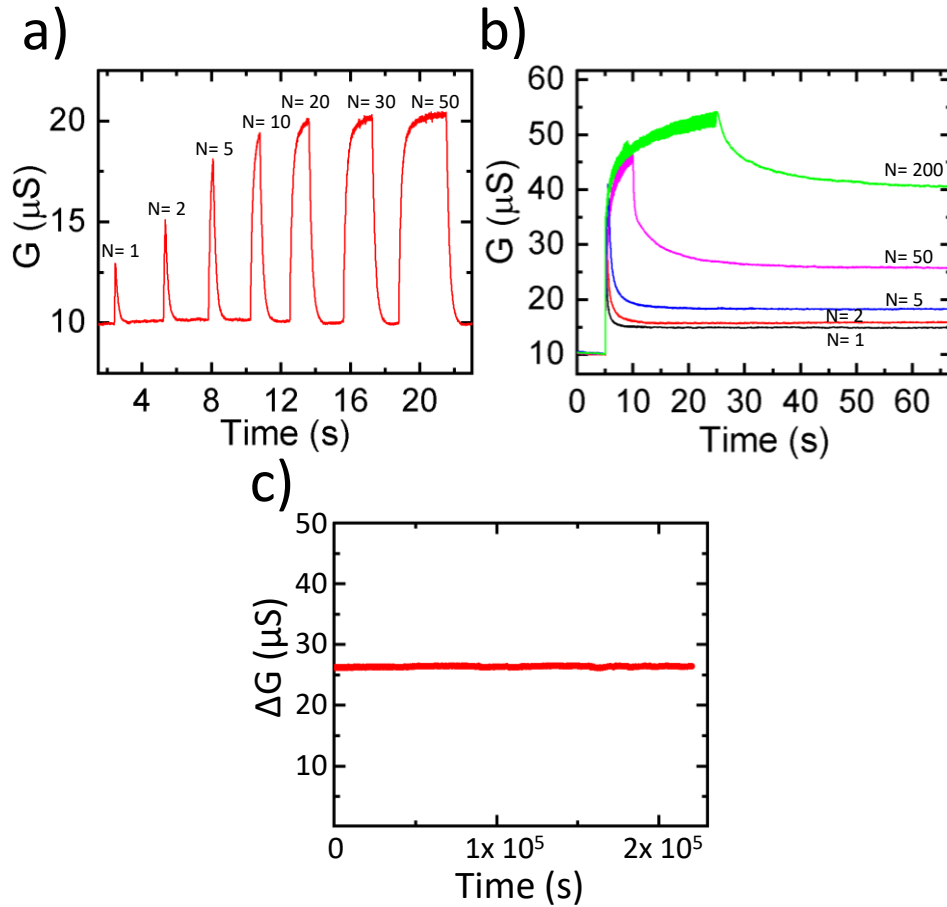 a)
G (μS)
20
15
10
N= 1
N= 2
N= 5
N= 10
N= 20
N= 30
N= 50
4 8 12 16 20
Time (s)
b)
G (μS)
60
50
40
30
20
10
N= 200
N= 50
N= 5
N= 2
N= 1
0 10 20 30 40 50 60
Time (s)
c)
ΔG (μS)
50
40
30
20
10
0 1x 10⁵ 2x 10⁵
Time (s)